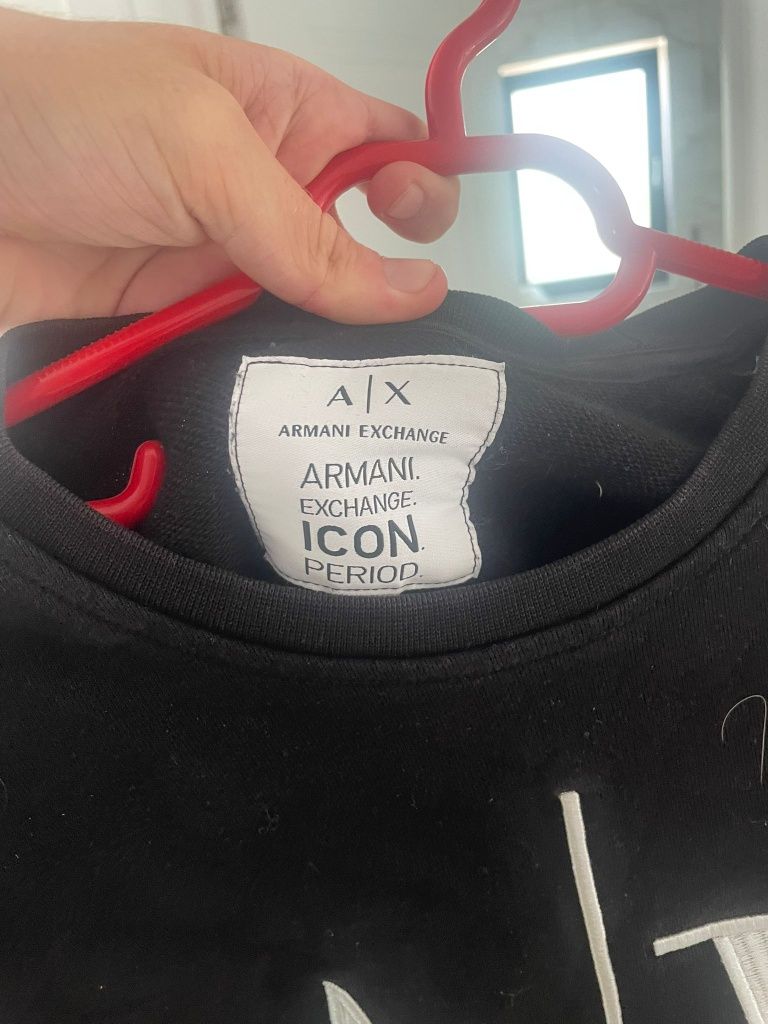 A|X
ARMANI EXCHANGE
ARMANI.
EXCHANGE.
ICON.
PERIOD.